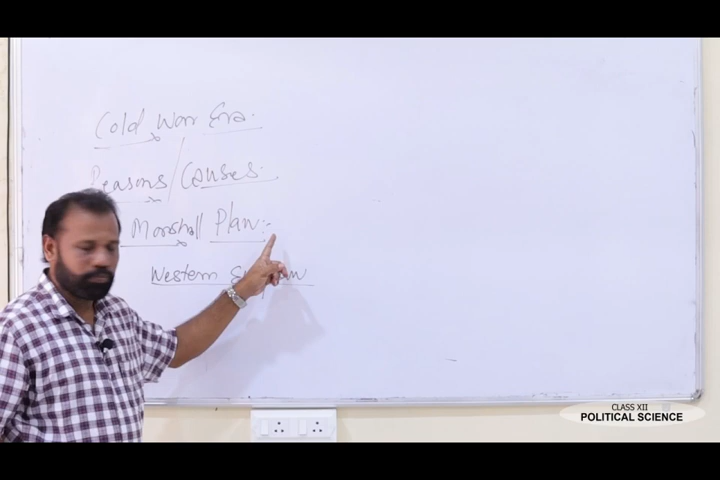 Cold War Era.
Reasons / Causes.
Marshall Plan:-
Western
CLASS XII
POLITICAL SCIENCE